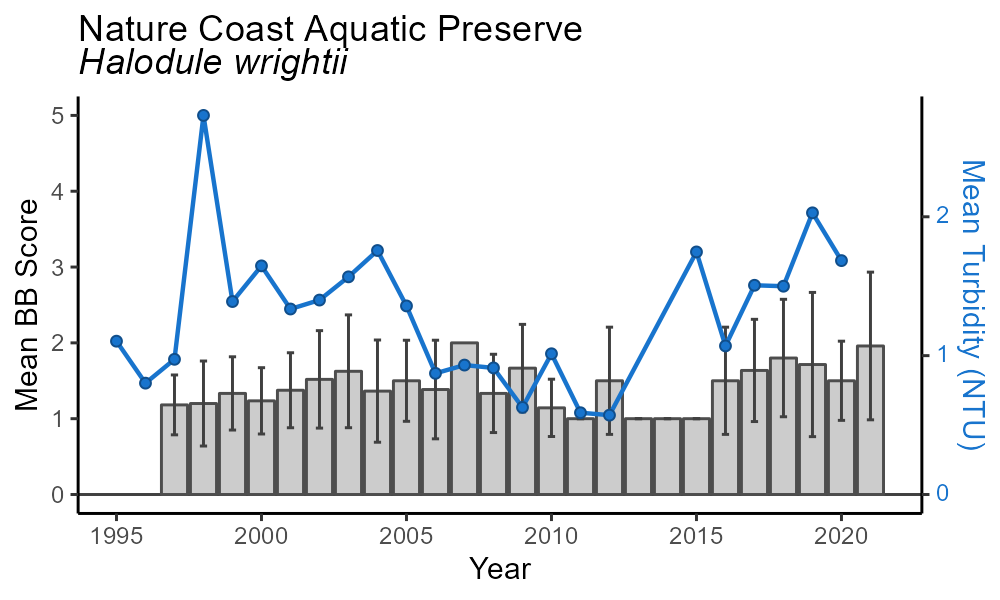 Nature Coast Aquatic Preserve
Halodule wrightii
5
4
3
2
1
0
Mean BB Score
2
1
0
Mean Turbidity (NTU)
1995 2000 2005 2010 2015 2020
Year